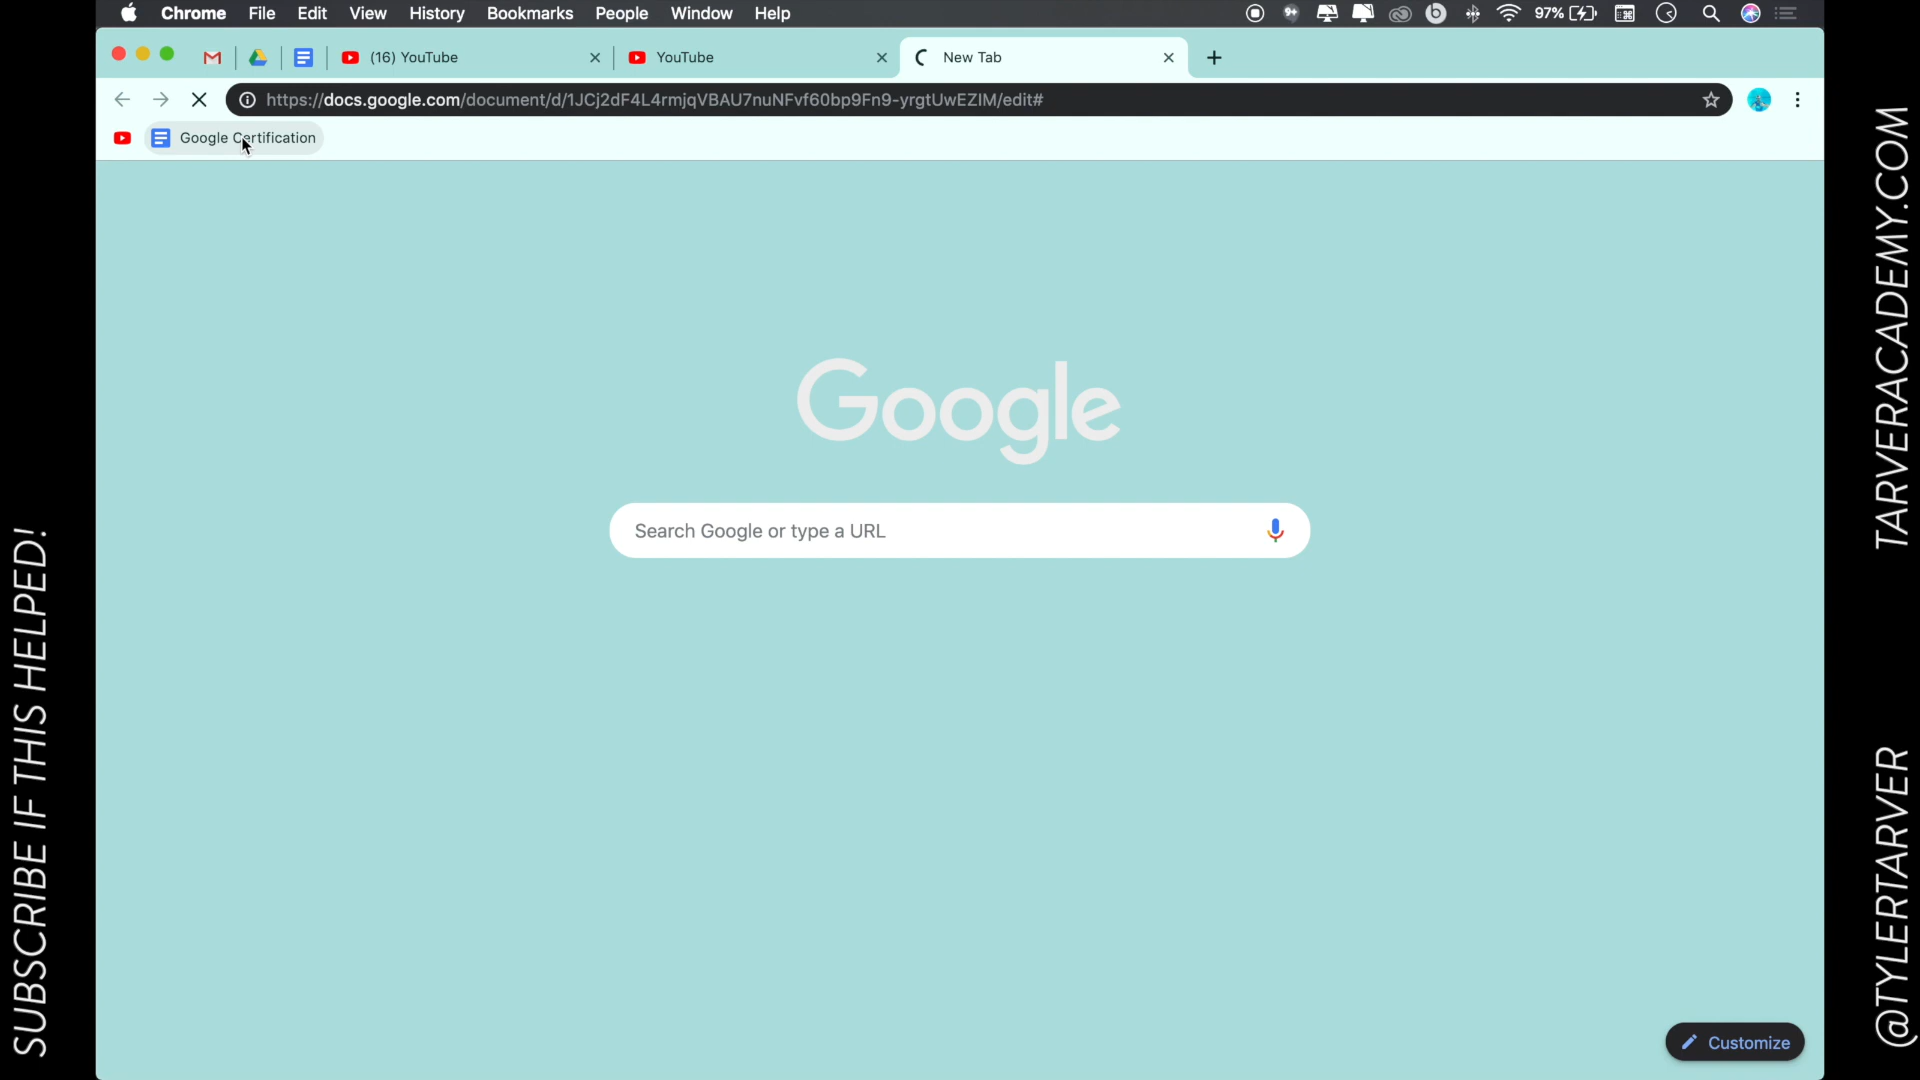 Chrome File Edit View History Bookmarks People Window Help 97%
(16) YouTube
YouTube
New Tab
https://docs.google.com/document/d/1JCj2dF4L4rmjqVBAU7nuNFvf60bp9Fn9-yrgtUwEZIM/edit#
Google Certification
Google
Search Google or type a URL
Customize
SUBSCRIBE IF THIS HELPED!
TARVERACADEMY.COM
@TYLERTARVER